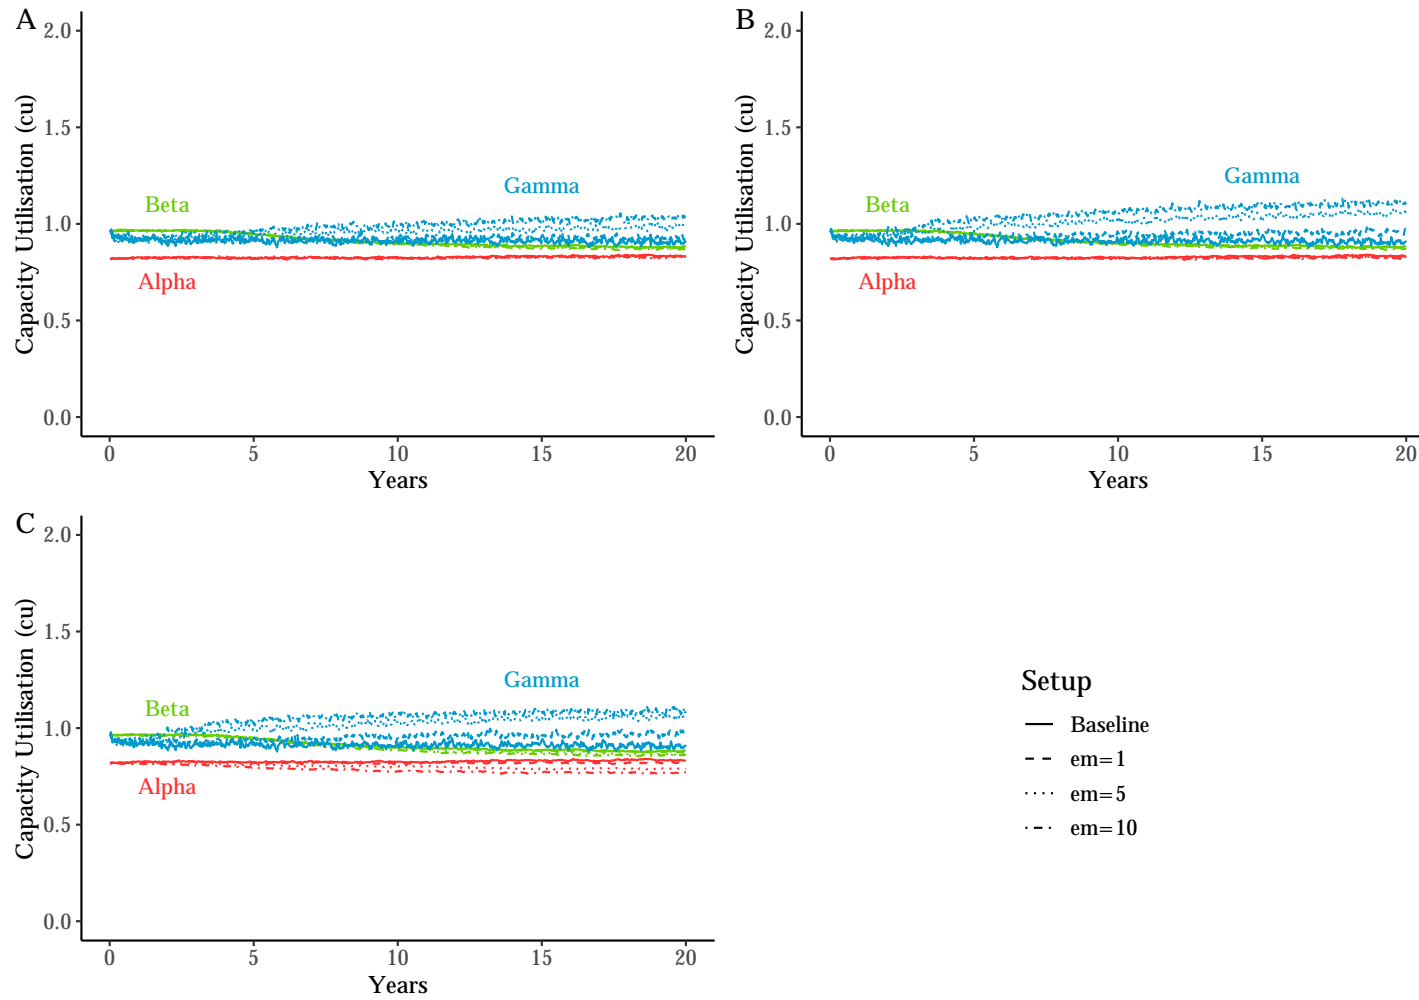 A
Capacity Utilisation (cu)
2.0
1.5
1.0
0.5
0.0
Beta
Gamma
Alpha
0 5 10 15 20
Years
B
Capacity Utilisation (cu)
2.0
1.5
1.0
0.5
0.0
Beta
Gamma
Alpha
0 5 10 15 20
Years
C
Capacity Utilisation (cu)
2.0
1.5
1.0
0.5
0.0
Beta
Gamma
Alpha
0 5 10 15 20
Years
Setup
Baseline
em=1
em=5
em=10